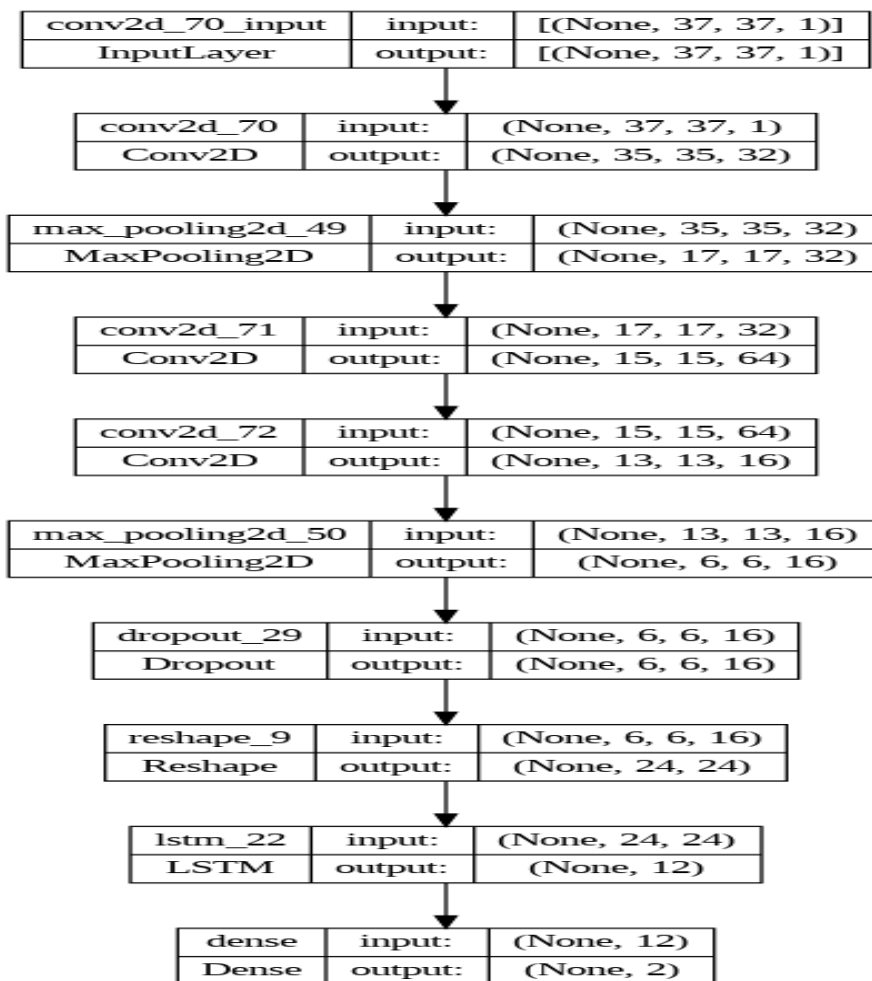 conv2d_70_input input: [(None, 37, 37, 1)]
InputLayer output: [(None, 37, 37, 1)]
conv2d_70 input: (None, 37, 37, 1)
Conv2D output: (None, 35, 35, 32)
max_pooling2d_49 input: (None, 35, 35, 32)
MaxPooling2D output: (None, 17, 17, 32)
conv2d_71 input: (None, 17, 17, 32)
Conv2D output: (None, 15, 15, 64)
conv2d_72 input: (None, 15, 15, 64)
Conv2D output: (None, 13, 13, 16)
max_pooling2d_50 input: (None, 13, 13, 16)
MaxPooling2D output: (None, 6, 6, 16)
dropout_29 input: (None, 6, 6, 16)
Dropout output: (None, 6, 6, 16)
reshape_9 input: (None, 6, 6, 16)
Reshape output: (None, 24, 24)
lstm_22 input: (None, 24, 24)
LSTM output: (None, 12)
dense input: (None, 12)
Dense output: (None, 2)